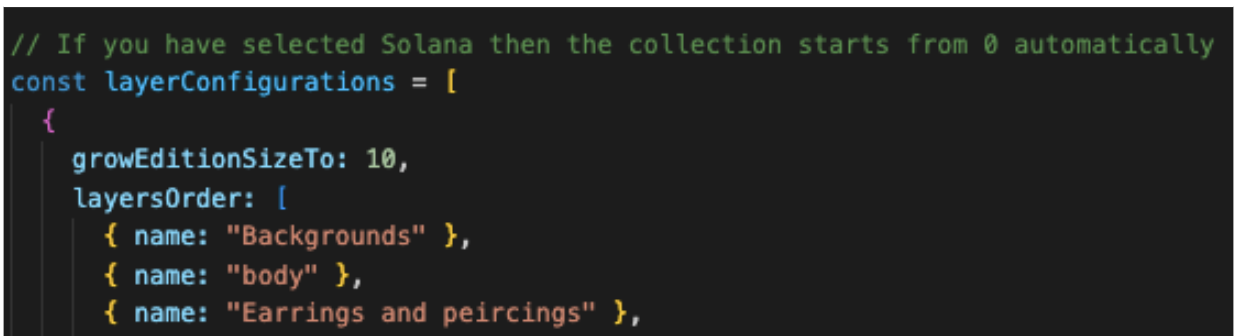 // If you have selected Solana then the collection starts from 0 automatically
const layerConfigurations = [
{
growEditionSizeTo: 10,
layersOrder: [
{ name: "Backgrounds" },
{ name: "body" },
{ name: "Earrings and peircings" },